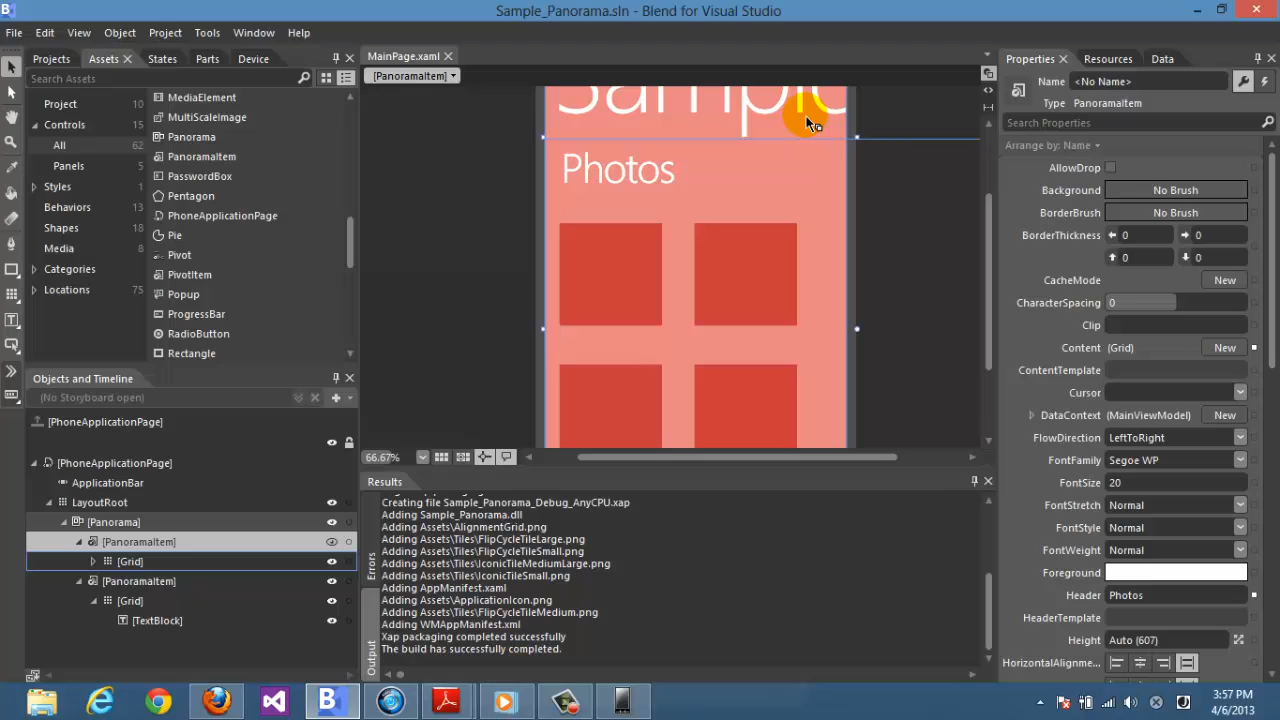 Sample_Panorama.sln - Blend for Visual Studio
File Edit View Object Project Tools Window Help
Projects Assets States Parts Device
Search Assets
Project 10
Controls 15
All 62
Panels 5
Styles 1
Behaviors 13
Shapes 18
Media 8
Categories
Locations 75
MediaElement
MultiScaleImage
Panorama
PanoramaItem
PasswordBox
Pentagon
PhoneApplicationPage
Pie
Pivot
PivotItem
Popup
ProgressBar
RadioButton
Rectangle
Objects and Timeline
(No Storyboard open)
[PhoneApplicationPage]
[PhoneApplicationPage]
ApplicationBar
LayoutRoot
[Panorama]
[PanoramaItem]
[Grid]
[PanoramaItem]
[Grid]
[TextBlock]
MainPage.xaml
[PanoramaItem]
Photos
66.67%
Results
Errors
Output
Creating file Sample_Panorama_Debug_AnyCPU.xap
Adding Sample_Panorama.dll
Adding Assets\AlignmentGrid.png
Adding Assets\Tiles\FlipCycleTileLarge.png
Adding Assets\Tiles\FlipCycleTileSmall.png
Adding Assets\Tiles\IconicTileMediumLarge.png
Adding Assets\Tiles\IconicTileSmall.png
Adding AppManifest.xaml
Adding Assets\ApplicationIcon.png
Adding Assets\Tiles\FlipCycleTileMedium.png
Adding WMAppManifest.xml
Xap packaging completed successfully
The build has successfully completed.
Properties Resources Data
Name <No Name>
Type PanoramaItem
Search Properties
Arrange by: Name
AllowDrop
Background No Brush
BorderBrush No Brush
BorderThickness 0 0
0 0
CacheMode New
CharacterSpacing 0
Clip
Content (Grid) New
ContentTemplate
Cursor
DataContext (MainViewModel) New
FlowDirection LeftToRight
FontFamily Segoe WP
FontSize 20
FontStretch Normal
FontStyle Normal
FontWeight Normal
Foreground
Header Photos
HeaderTemplate
Height Auto (607)
HorizontalAlignme...
3:57 PM
4/6/2013